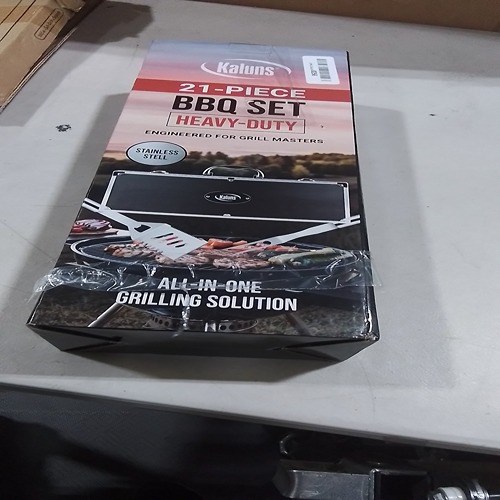 Kaluns
21-PIECE
BBQ SET
HEAVY-DUTY
ENGINEERED FOR GRILL MASTERS
STAINLESS
STELL
Kaluns
ALL-IN-ONE
GRILLING SOLUTION